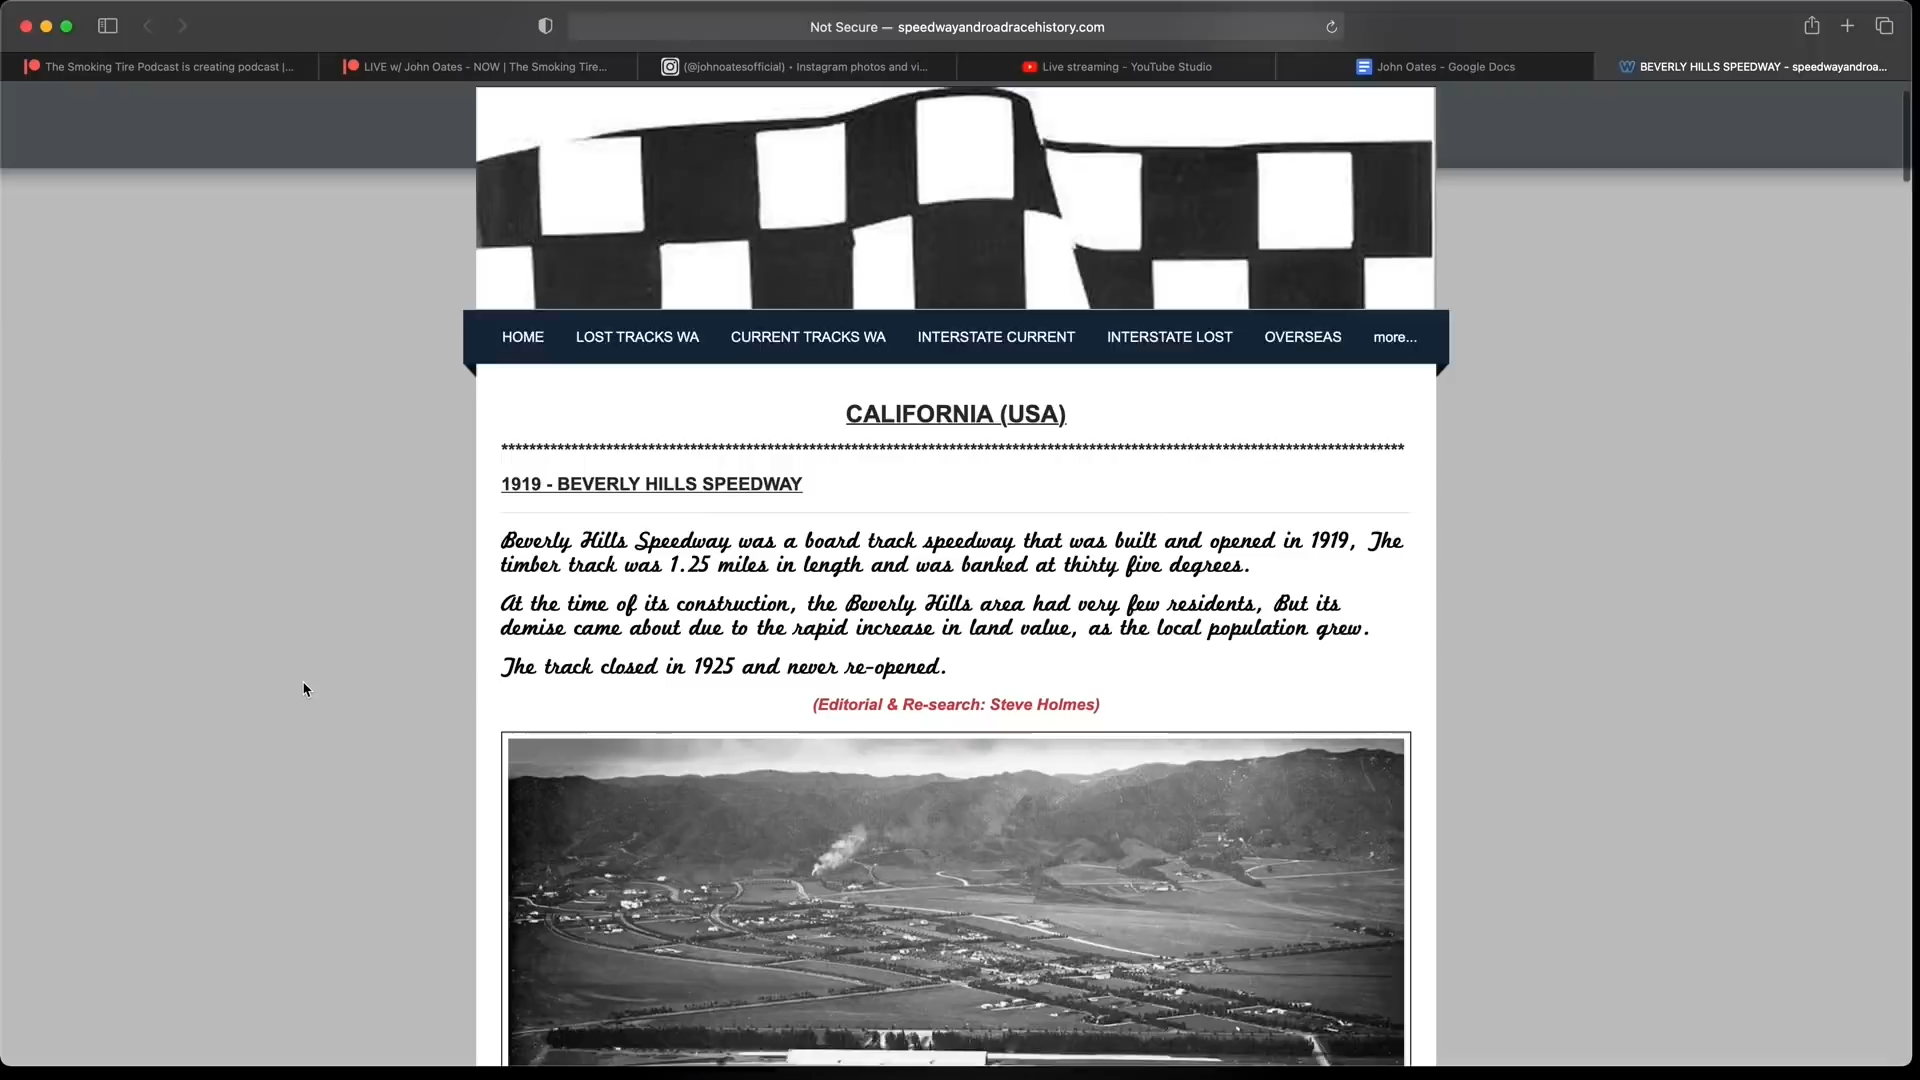 Not Secure — speedwayandroadracehistory.com
The Smoking Tire Podcast is creating podcast |...
LIVE w/ John Oates - NOW | The Smoking Tire...
(@johnoatesofficial) • Instagram photos and vi...
Live streaming - YouTube Studio
John Oates - Google Docs
BEVERLY HILLS SPEEDWAY - speedwayandroa...
HOME
LOST TRACKS WA
CURRENT TRACKS WA
INTERSTATE CURRENT
INTERSTATE LOST
OVERSEAS
more...
CALIFORNIA (USA)
1919 - BEVERLY HILLS SPEEDWAY
Beverly Hills Speedway was a board track speedway that was built and opened in 1919, The
timber track was 1.25 miles in length and was banked at thirty five degrees.
At the time of its construction, the Beverly Hills area had very few residents, But its
demise came about due to the rapid increase in land value, as the local population grew.
The track closed in 1925 and never re-opened.
(Editorial & Re-search: Steve Holmes)